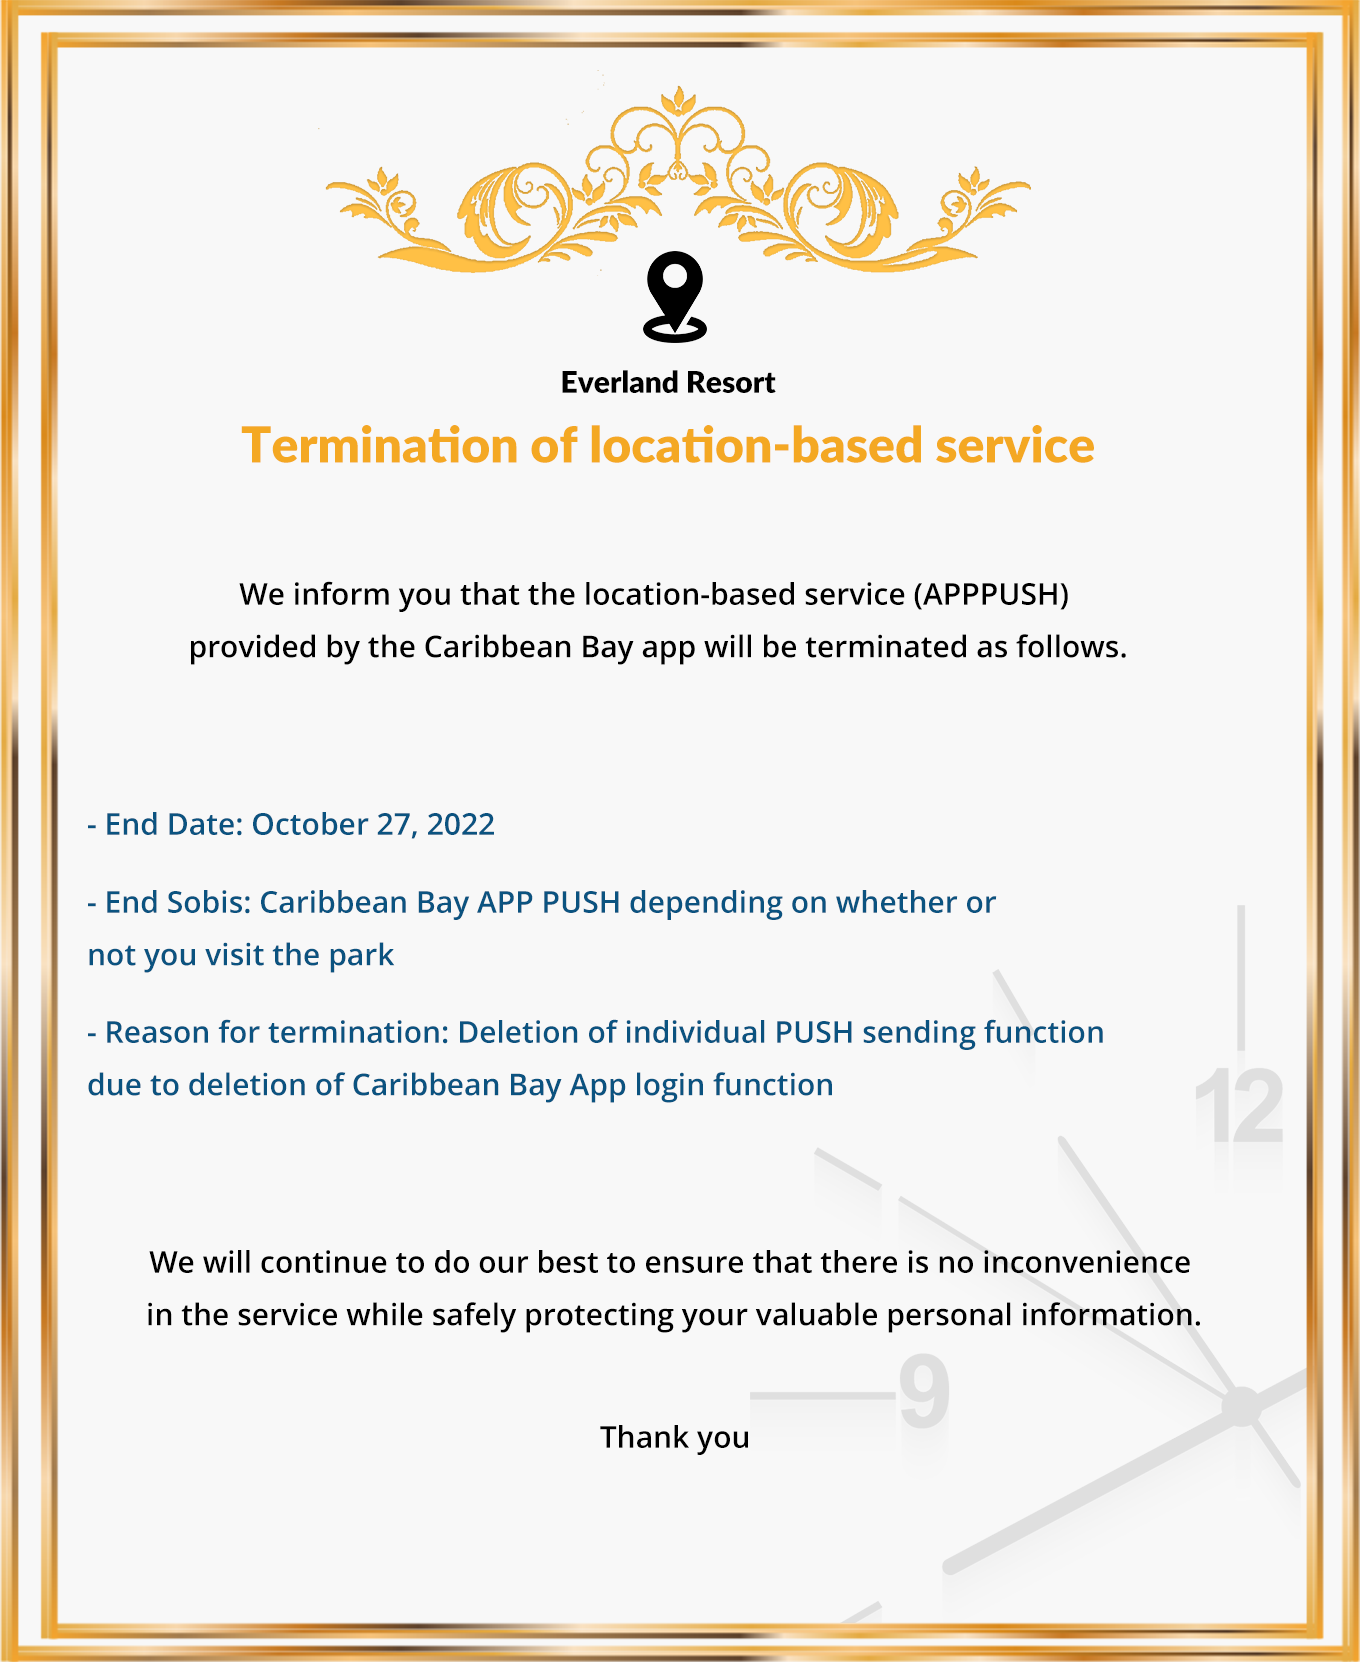 Everland Resort
Termination of location-based service
We inform you that the location-based service (APPPUSH)
provided by the Caribbean Bay app will be terminated as follows.
- End Date: October 27, 2022
- End Sobis: Caribbean Bay APP PUSH depending on whether or
not you visit the park
- Reason for termination: Deletion of individual PUSH sending function
due to deletion of Caribbean Bay App login function
12
We will continue to do our best to ensure that there is no inconvenience
in the service while safely protecting your valuable personal information.
9
Thank you